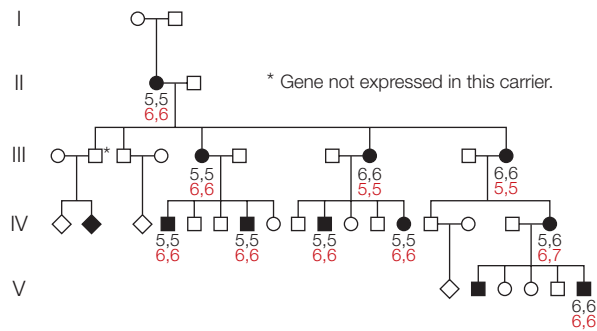 I
II
* Gene not expressed in this carrier.
5,5
6,6
III
*
5,5 6,6 6,6
6,6 5,5 5,5
IV
5,5 5,5 5,5 5,5 5,6
6,6 6,6 6,6 6,6 6,7
V
6,6
6,6